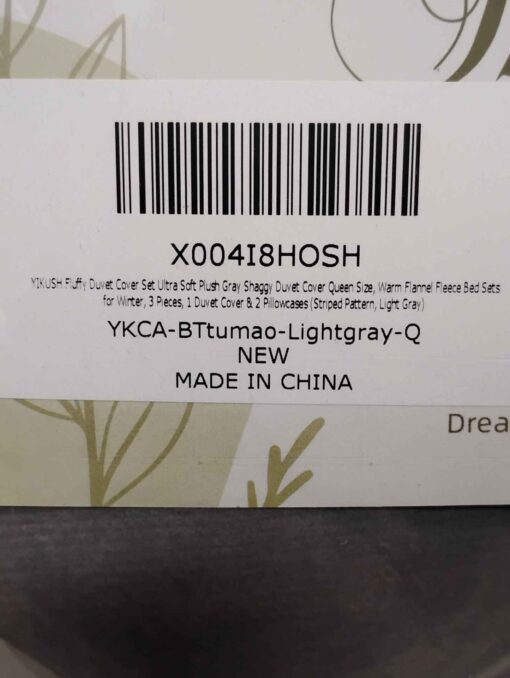 X004I8HOSH
YIKUSH Fluffy Duvet Cover Set Ultra Soft Plush Gray Shaggy Duvet Cover Queen Size, Warm Flannel Fleece Bed Sets
for Winter, 3 Pieces, 1 Duvet Cover & 2 Pillowcases (Striped Pattern, Light Gray)
YKCA-BTtumao-Lightgray-Q
NEW
MADE IN CHINA
Drea